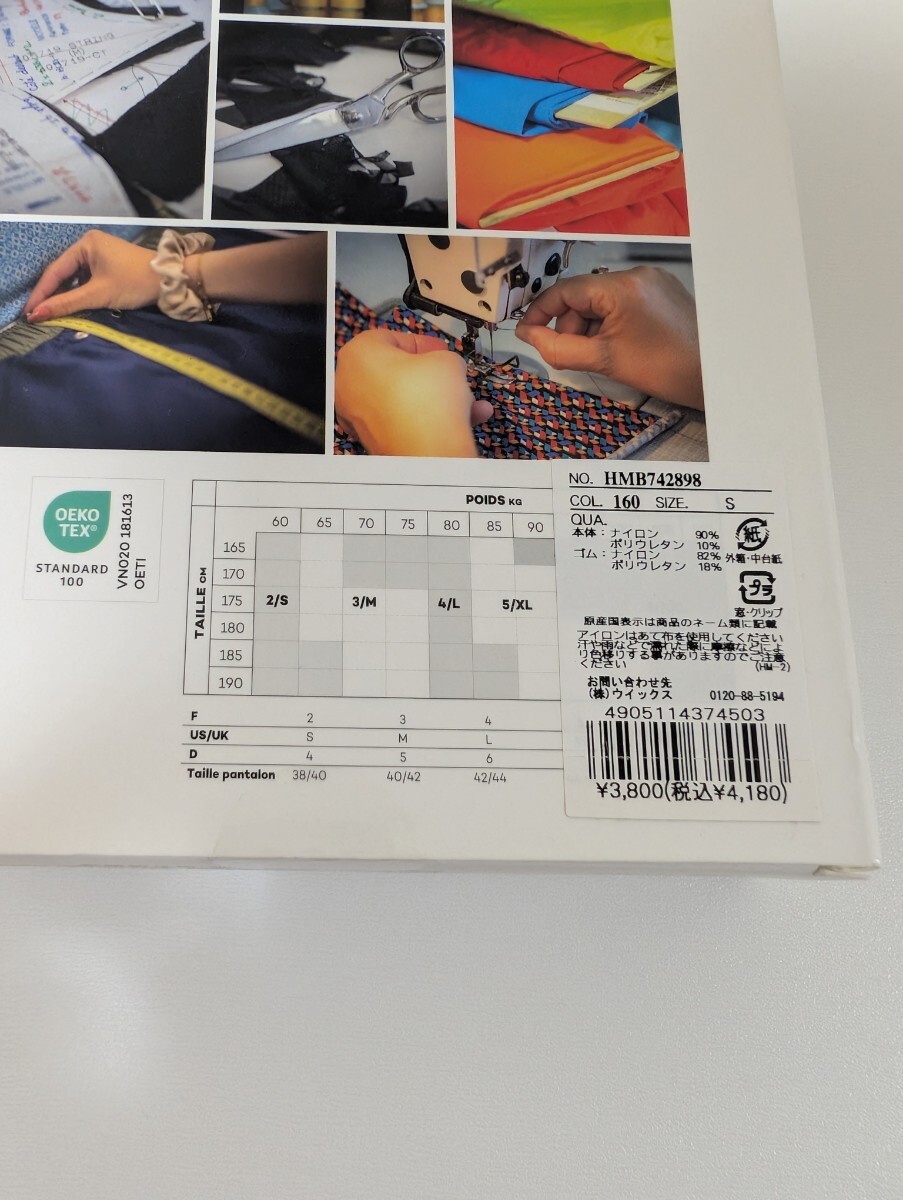 STRING
OEKO
TEX®
STANDARD
100
VN020 181613
OETI
POIDS KG
60 65 70 75 80 85 90
TAILLE CM
165
170
175 2/S 3/M 4/L 5/XL
180
185
190
F 2 3 4
US/UK S M L
D 4 5 6
Taille pantalon 38/40 40/42 42/44
NO. HMB742898
COL. 160 SIZE. S
QUA.
本体：ナイロン 90%
ポリウレタン 10%
ゴム：ナイロン 82%
ポリウレタン 18%
紙
外箱・中台紙
プラ
窓・クリップ
原産国表示は商品のネーム類に記載
アイロンはあて布を使用してください
汗や雨などで濡れた際に摩擦などによ
り色移りする事がありますのでご注意
ください (HM-2)
お問い合わせ先
(株)ウイックス 0120-88-5194
4905114374503
¥3,800(税込¥4,180)